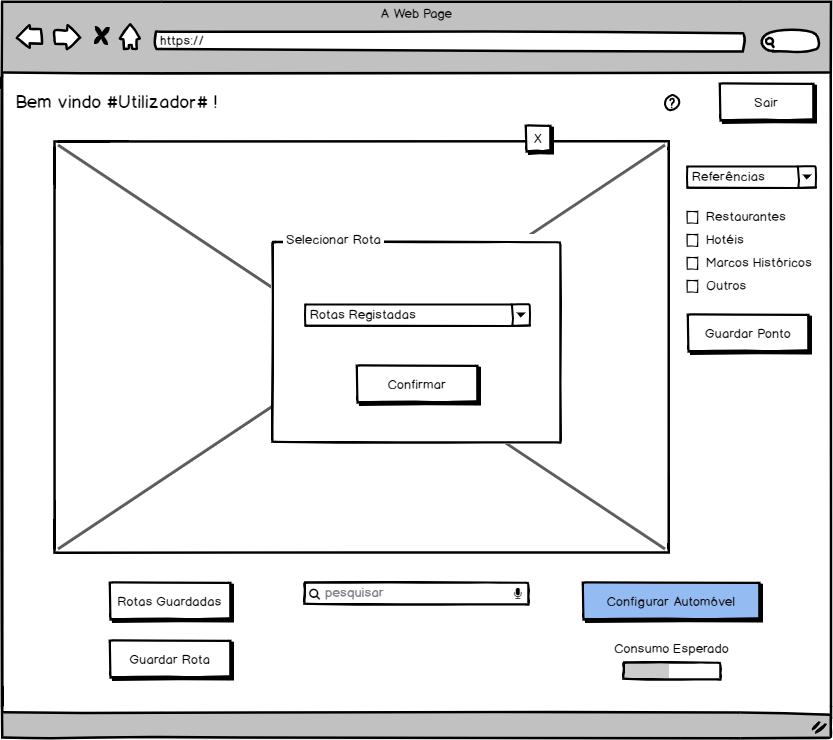 A Web Page
https://
Bem vindo #Utilizador# !
?
Sair
X
Referências
Selecionar Rota
Restaurantes
Hotéis
Marcos Históricos
Outros
Rotas Registadas
Guardar Ponto
Confirmar
Rotas Guardadas
pesquisar
Configurar Automóvel
Guardar Rota
Consumo Esperado